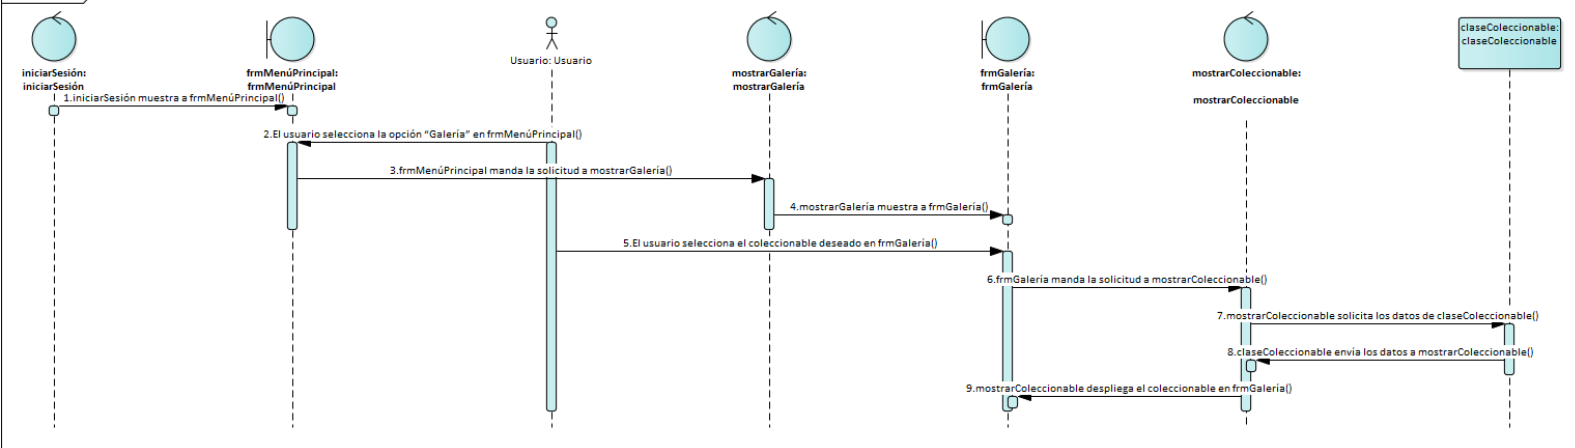 iniciarSesión:
iniciarSesión
frmMenúPrincipal:
frmMenúPrincipal
Usuario: Usuario
mostrarGalería:
mostrarGalería
frmGalería:
frmGalería
mostrarColeccionable:
mostrarColeccionable
claseColeccionable:
claseColeccionable
1.iniciarSesión muestra a frmMenúPrincipal()
2.El usuario selecciona la opción “Galería” en frmMenúPrincipal()
3.frmMenúPrincipal manda la solicitud a mostrarGalería()
4.mostrarGalería muestra a frmGalería()
5.El usuario selecciona el coleccionable deseado en frmGalería()
6.frmGalería manda la solicitud a mostrarColeccionable()
7.mostrarColeccionable solicita los datos de claseColeccionable()
8.claseColeccionable envía los datos a mostrarColeccionable()
9.mostrarColeccionable despliega el coleccionable en frmGalería()